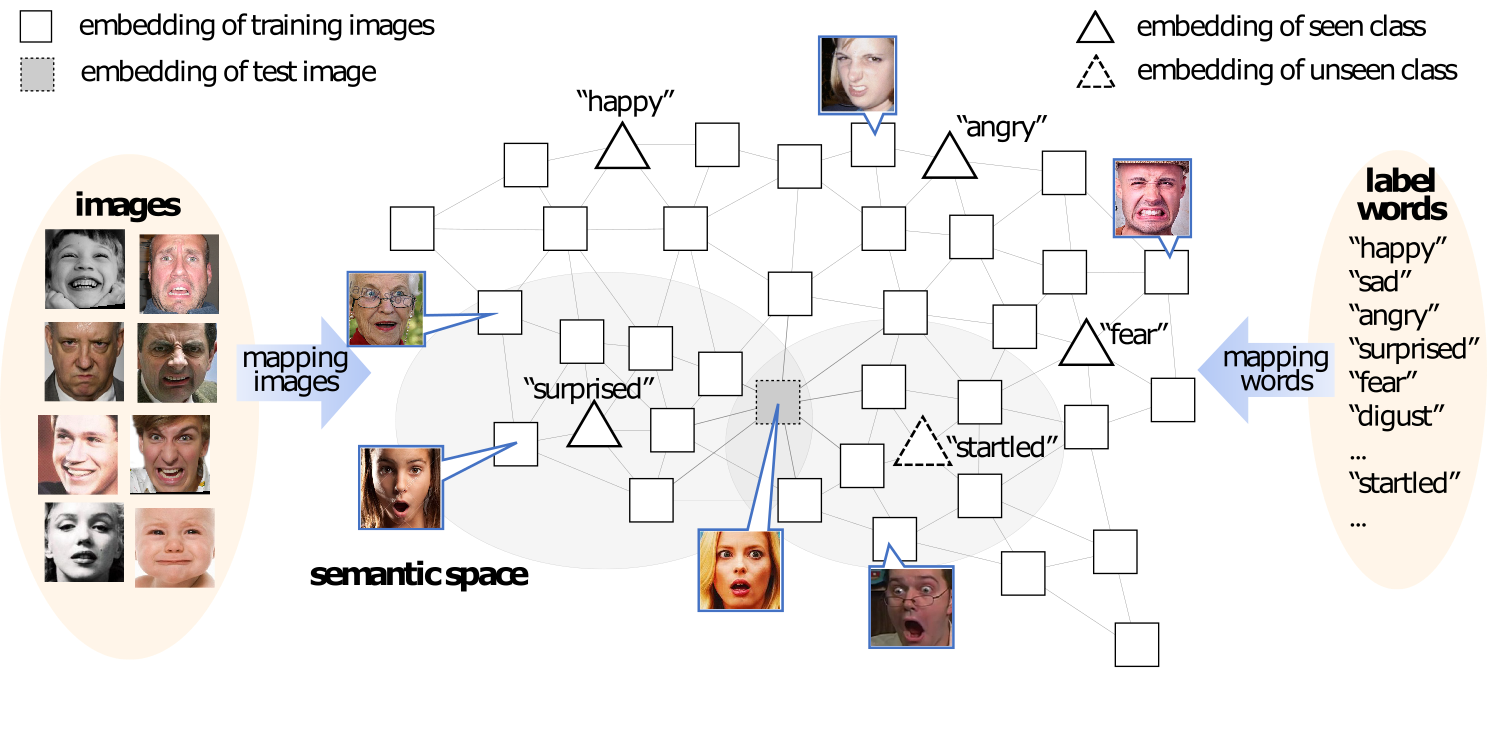 embedding of training images
embedding of test image
embedding of seen class
embedding of unseen class
“happy”
“angry”
images
label
words
“happy”
“sad”
“angry”
“surprised”
“fear”
“digust”
...
“startled”
...
mapping
images
“fear”
mapping
words
“surprised”
“startled”
semantic space